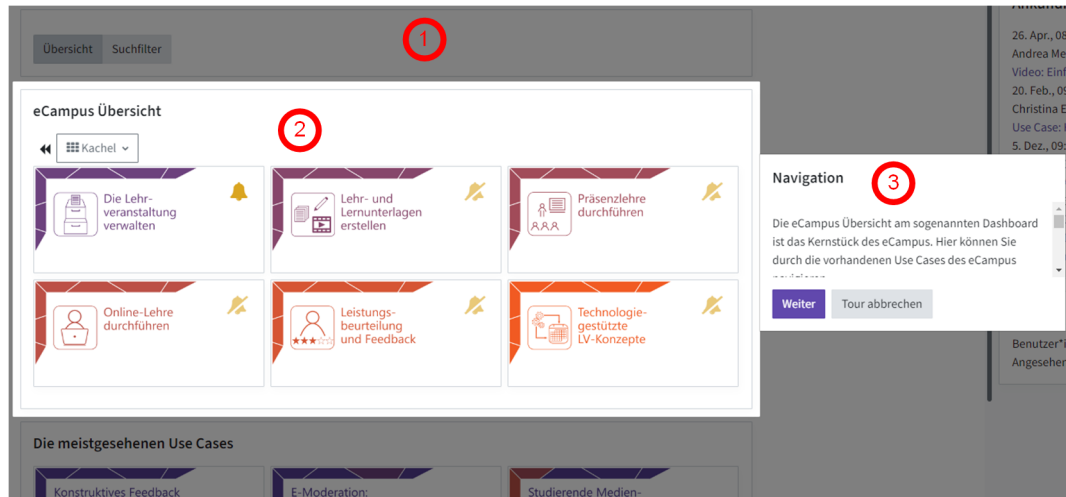 Übersicht
Suchfilter
1
eCampus Übersicht
2
Kachel
Die Lehr-
veranstaltung
verwalten
Lehr- und
Lernunterlagen
erstellen
Präsenzlehre
durchführen
Online-Lehre
durchführen
Leistungs-
beurteilung
und Feedback
Technologie-
gestützte
LV-Konzepte
Die meistgesehenen Use Cases
Konstruktives Feedback
E-Moderation:
Studierende Medien-
26. Apr., 08
Andrea Me
Video: Einf
20. Feb., 09
Christina E
Use Case:
5. Dez., 09:
Navigation
3
Die eCampus Übersicht am sogenannten Dashboard
ist das Kernstück des eCampus. Hier können Sie
durch die vorhandenen Use Cases des eCampus
navigieren
Weiter
Tour abbrechen
Benutzer*i
Angesehen